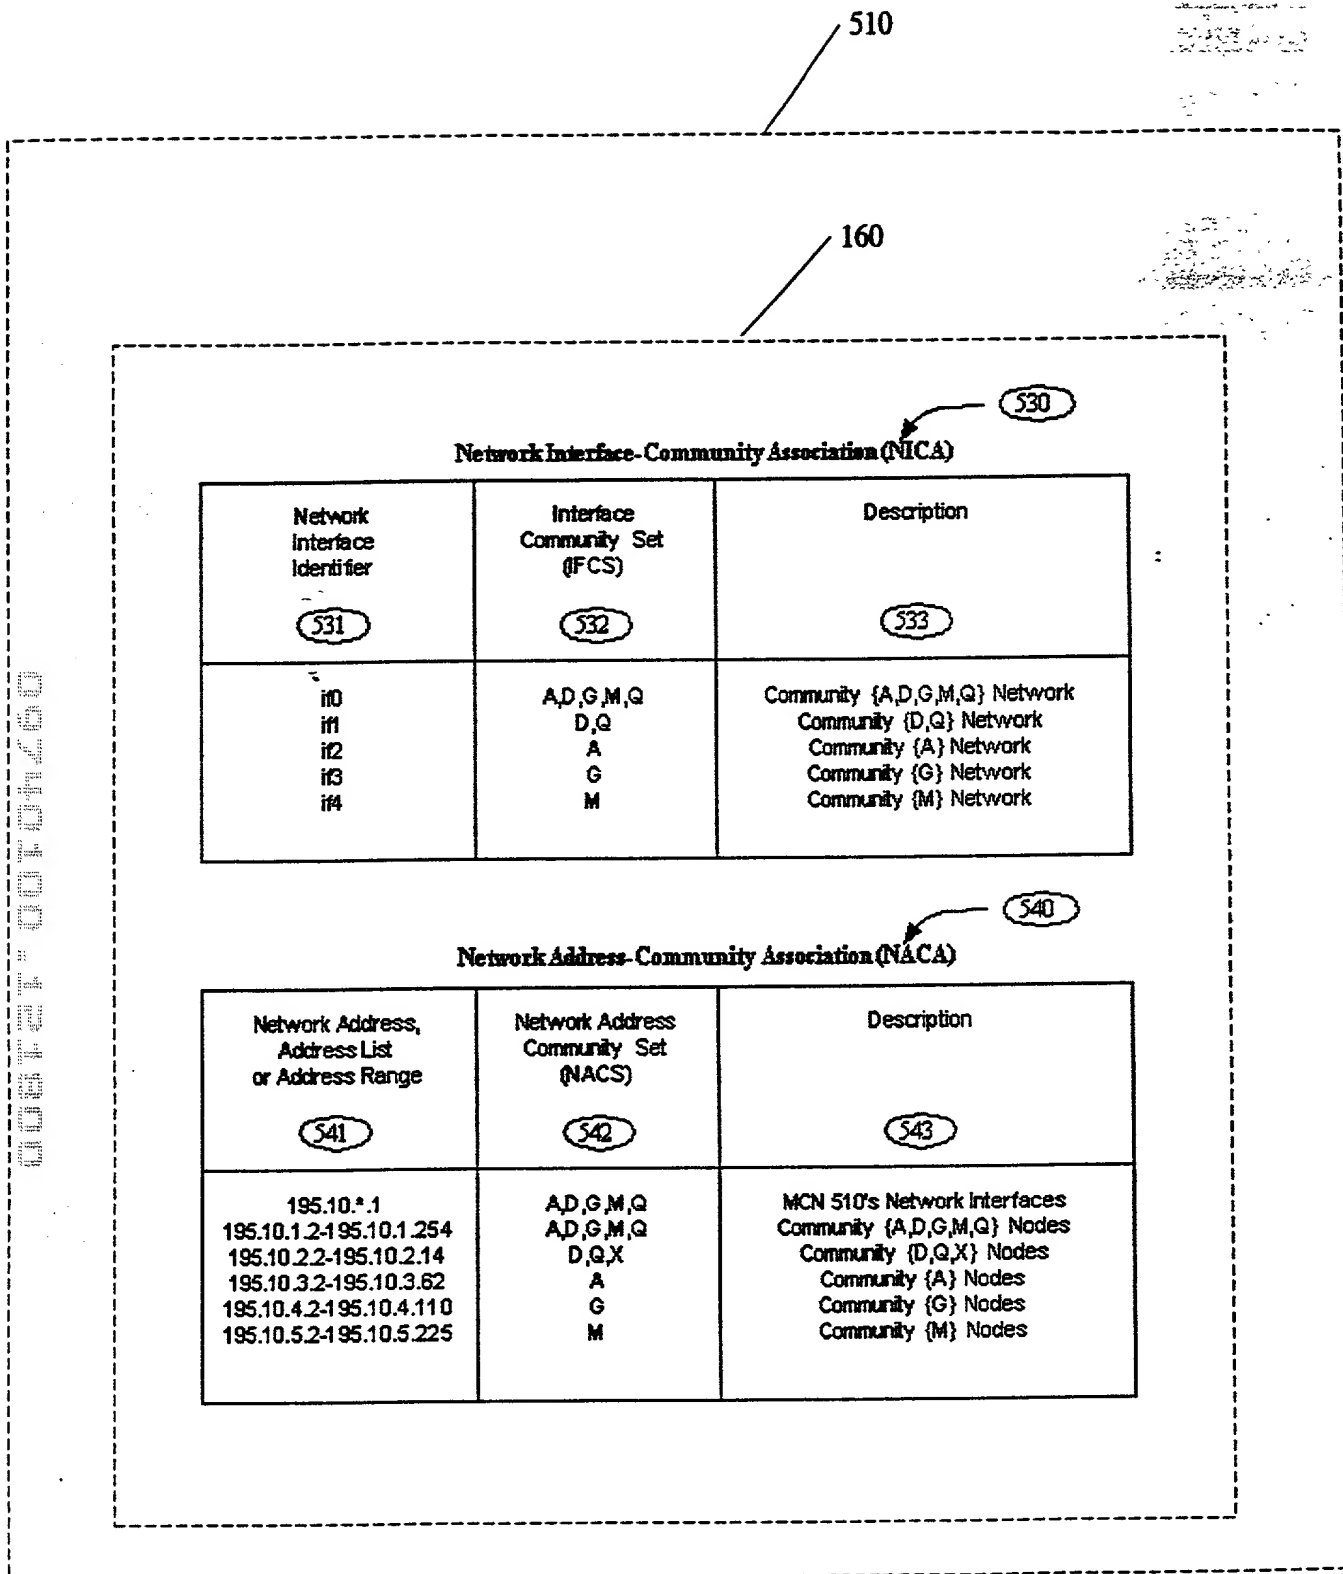 510
160
530
Network Interface-Community Association (NICA)
Network
Interface
Identifier
Interface
Community Set
(IFCS)
Description
531
532
533
if0
A,D,G,M,Q
Community {A,D,G,M,Q} Network
if1
D,Q
Community {D,Q} Network
if2
A
Community {A} Network
if3
G
Community {G} Network
if4
M
Community {M} Network
540
Network Address-Community Association (NACA)
Network Address,
Address List
or Address Range
Network Address
Community Set
(NACS)
Description
541
542
543
195.10.*.1
A,D,G,M,Q
MCN 510's Network Interfaces
195.10.1.2-195.10.1.254
A,D,G,M,Q
Community {A,D,G,M,Q} Nodes
195.10.2.2-195.10.2.14
D,Q,X
Community {D,Q,X} Nodes
195.10.3.2-195.10.3.62
A
Community {A} Nodes
195.10.4.2-195.10.4.110
G
Community {G} Nodes
195.10.5.2-195.10.5.225
M
Community {M} Nodes